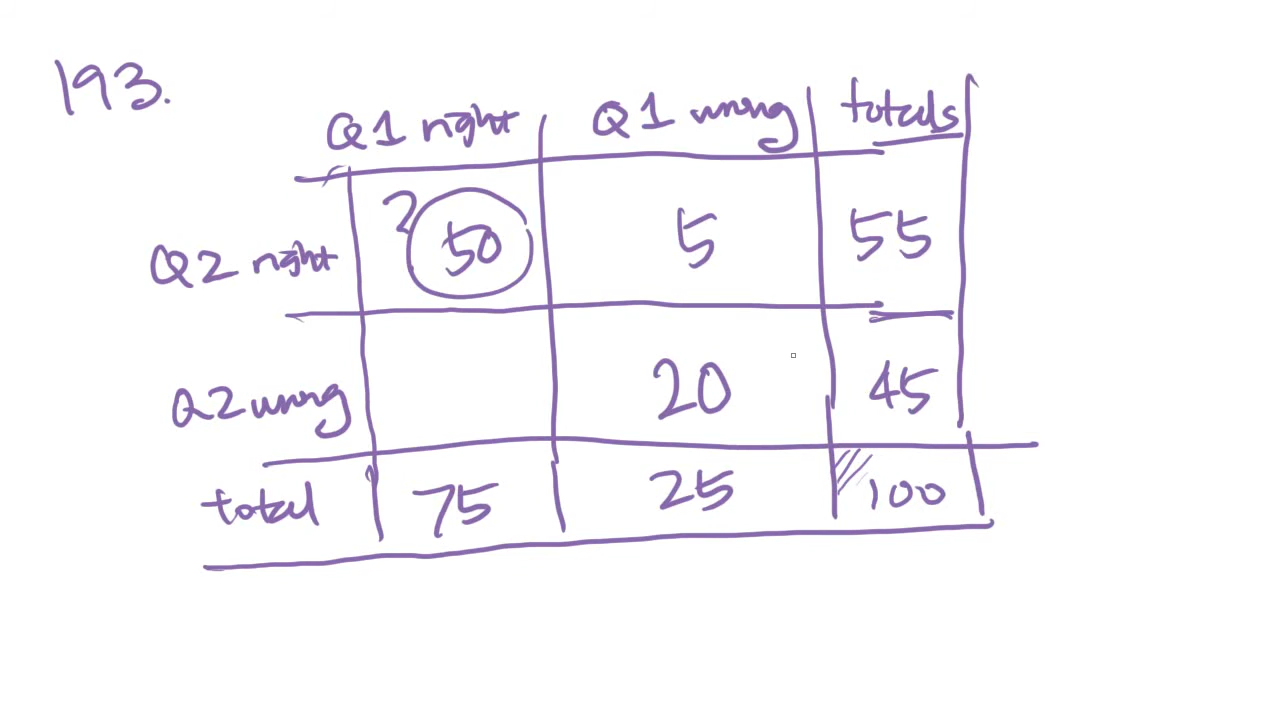 193.
Q1 right Q1 wrong totals
Q2 right ? 50 5 55
Q2 wrong 20 45
total 75 25 100